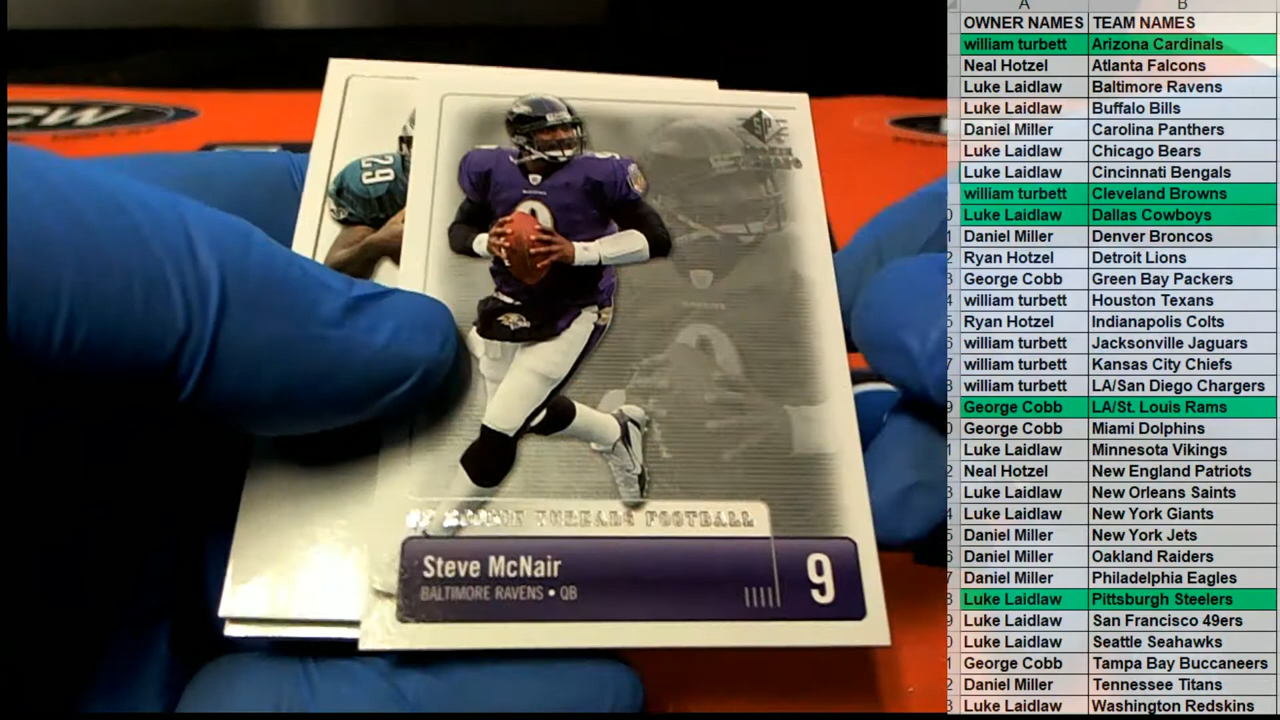 29
9
SP
ROOKIE THREADS FOOTBALL
Steve McNair
BALTIMORE RAVENS • QB
9
A B
OWNER NAMES TEAM NAMES
william turbett Arizona Cardinals
Neal Hotzel Atlanta Falcons
Luke Laidlaw Baltimore Ravens
Luke Laidlaw Buffalo Bills
Daniel Miller Carolina Panthers
Luke Laidlaw Chicago Bears
Luke Laidlaw Cincinnati Bengals
william turbett Cleveland Browns
Luke Laidlaw Dallas Cowboys
Daniel Miller Denver Broncos
Ryan Hotzel Detroit Lions
George Cobb Green Bay Packers
william turbett Houston Texans
Ryan Hotzel Indianapolis Colts
william turbett Jacksonville Jaguars
william turbett Kansas City Chiefs
william turbett LA/San Diego Chargers
George Cobb LA/St. Louis Rams
George Cobb Miami Dolphins
Luke Laidlaw Minnesota Vikings
Neal Hotzel New England Patriots
Luke Laidlaw New Orleans Saints
Luke Laidlaw New York Giants
Daniel Miller New York Jets
Daniel Miller Oakland Raiders
Daniel Miller Philadelphia Eagles
Luke Laidlaw Pittsburgh Steelers
Luke Laidlaw San Francisco 49ers
Luke Laidlaw Seattle Seahawks
George Cobb Tampa Bay Buccaneers
Daniel Miller Tennessee Titans
Luke Laidlaw Washington Redskins